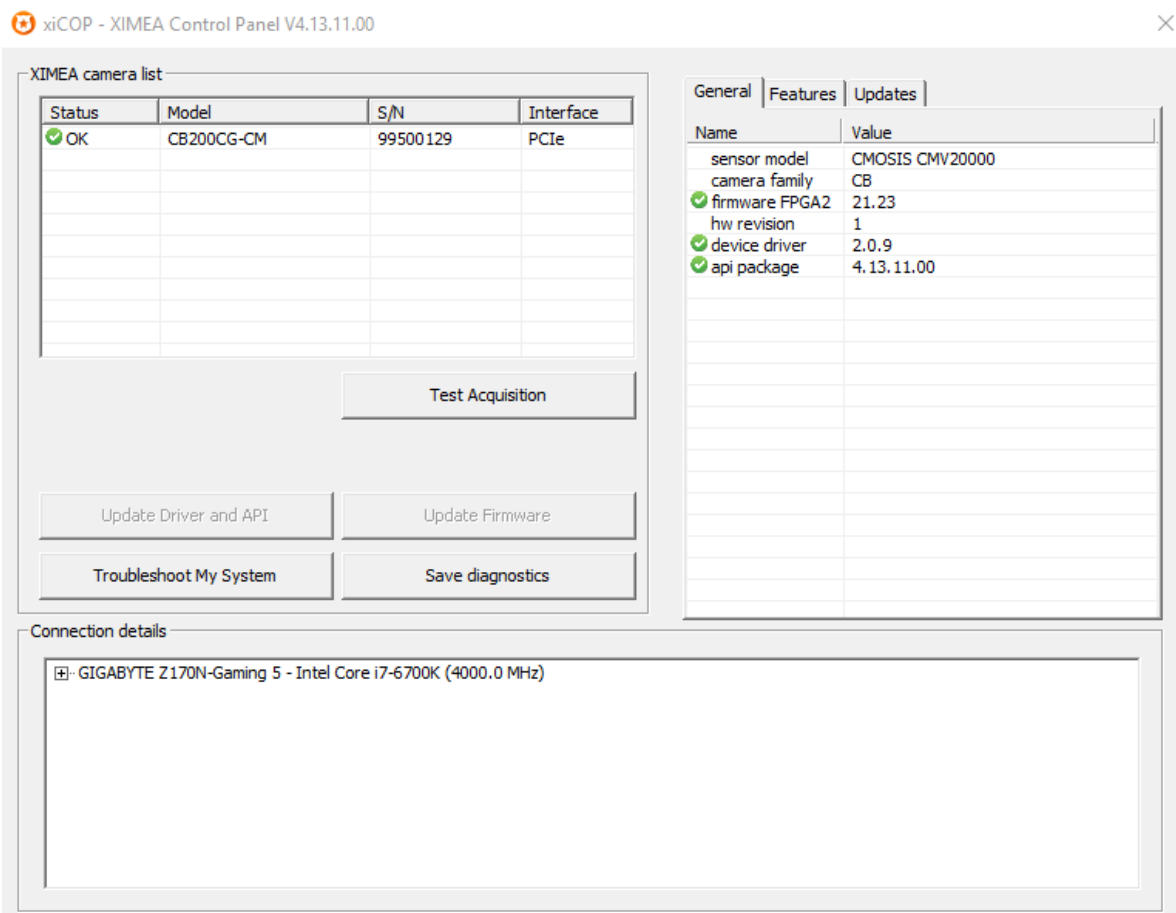 xiCOP - XIMEA Control Panel V4.13.11.00
XIMEA camera list
Status Model S/N Interface
OK CB200CG-CM 99500129 PCIe
Test Acquisition
Update Driver and API Update Firmware
Troubleshoot My System Save diagnostics
General Features Updates
Name Value
sensor model CMOSIS CMV20000
camera family CB
firmware FPGA2 21.23
hw revision 1
device driver 2.0.9
api package 4.13.11.00
Connection details
GIGABYTE Z170N-Gaming 5 - Intel Core i7-6700K (4000.0 MHz)